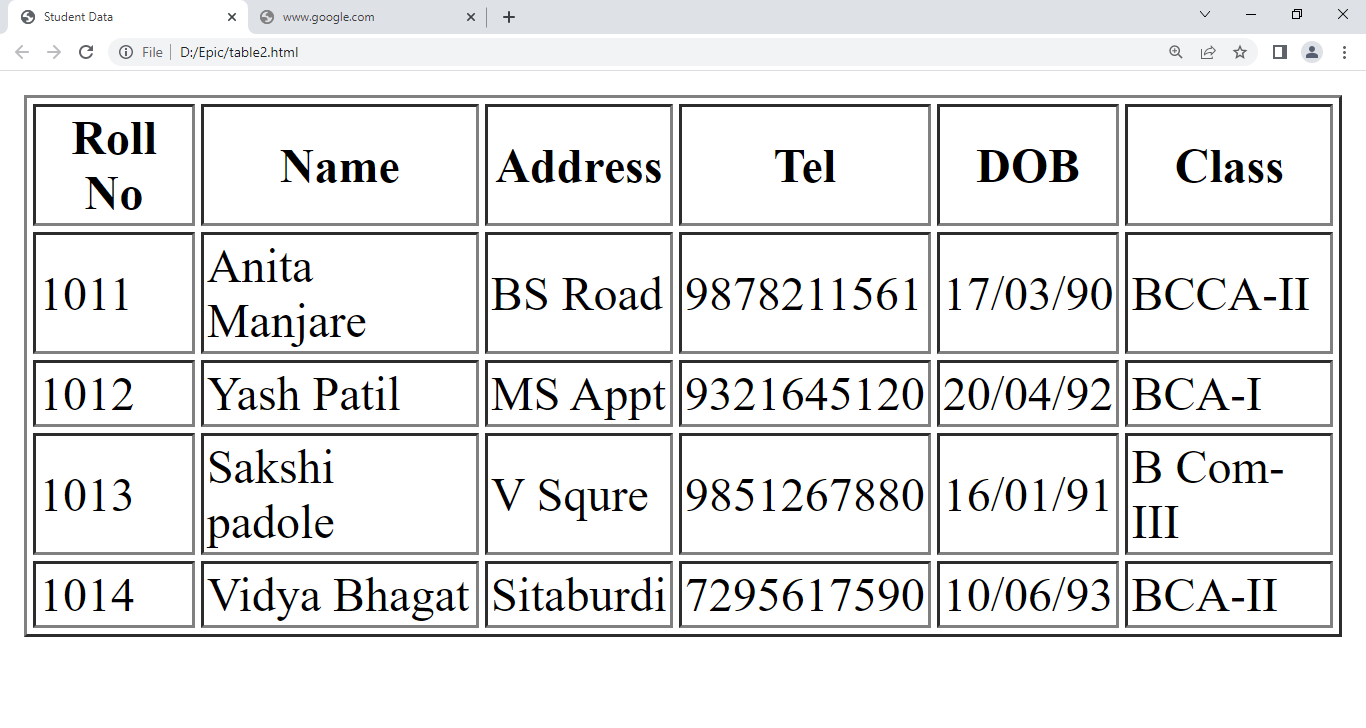 Student Data
www.google.com
File
D:/Epic/table2.html
Roll No Name Address Tel DOB Class
1011 Anita Manjare BS Road 9878211561 17/03/90 BCCA-II
1012 Yash Patil MS Appt 9321645120 20/04/92 BCA-I
1013 Sakshi padole V Squre 9851267880 16/01/91 B Com-III
1014 Vidya Bhagat Sitaburdi 7295617590 10/06/93 BCA-II